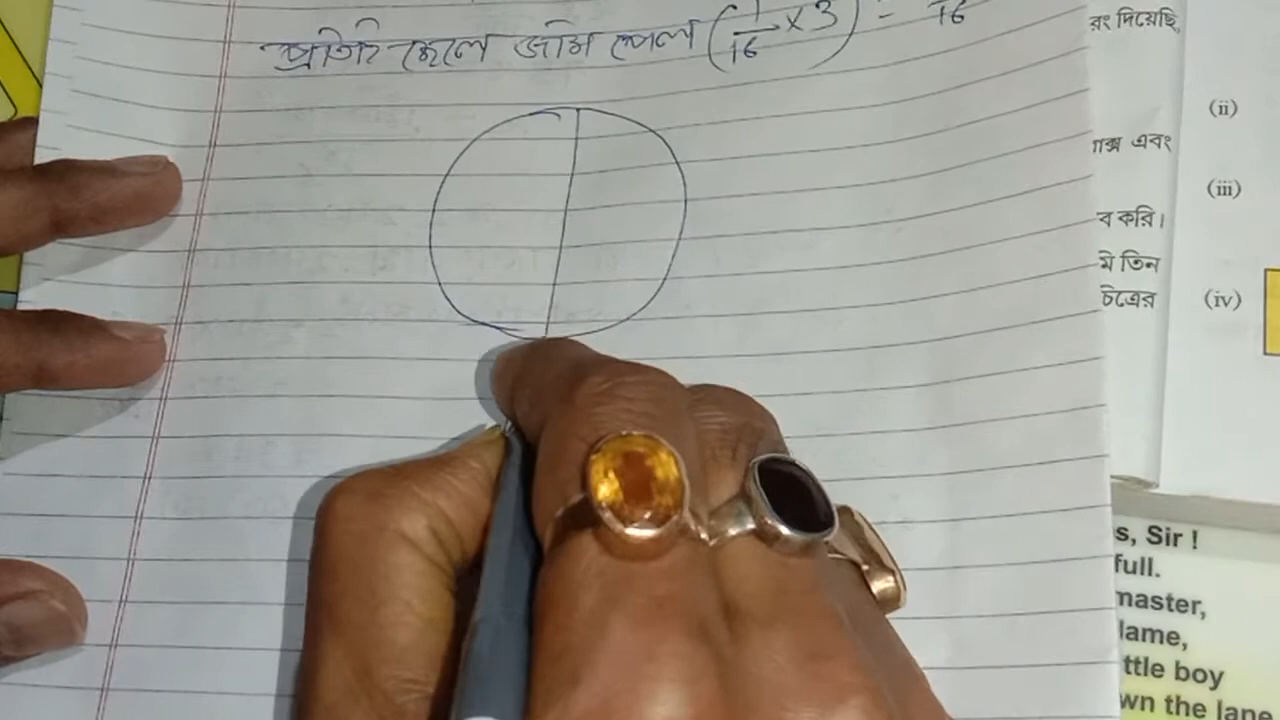 প্রতিটি ছেলে জমি পেল (1/16 × 3) = /16
রং দিয়েছি,
(ii)
বাক্স এবং
(iii)
ব করি।
মে তিন
চিত্রের
(iv)
s, Sir !
full.
master,
lame,
ttle boy
wn the lane